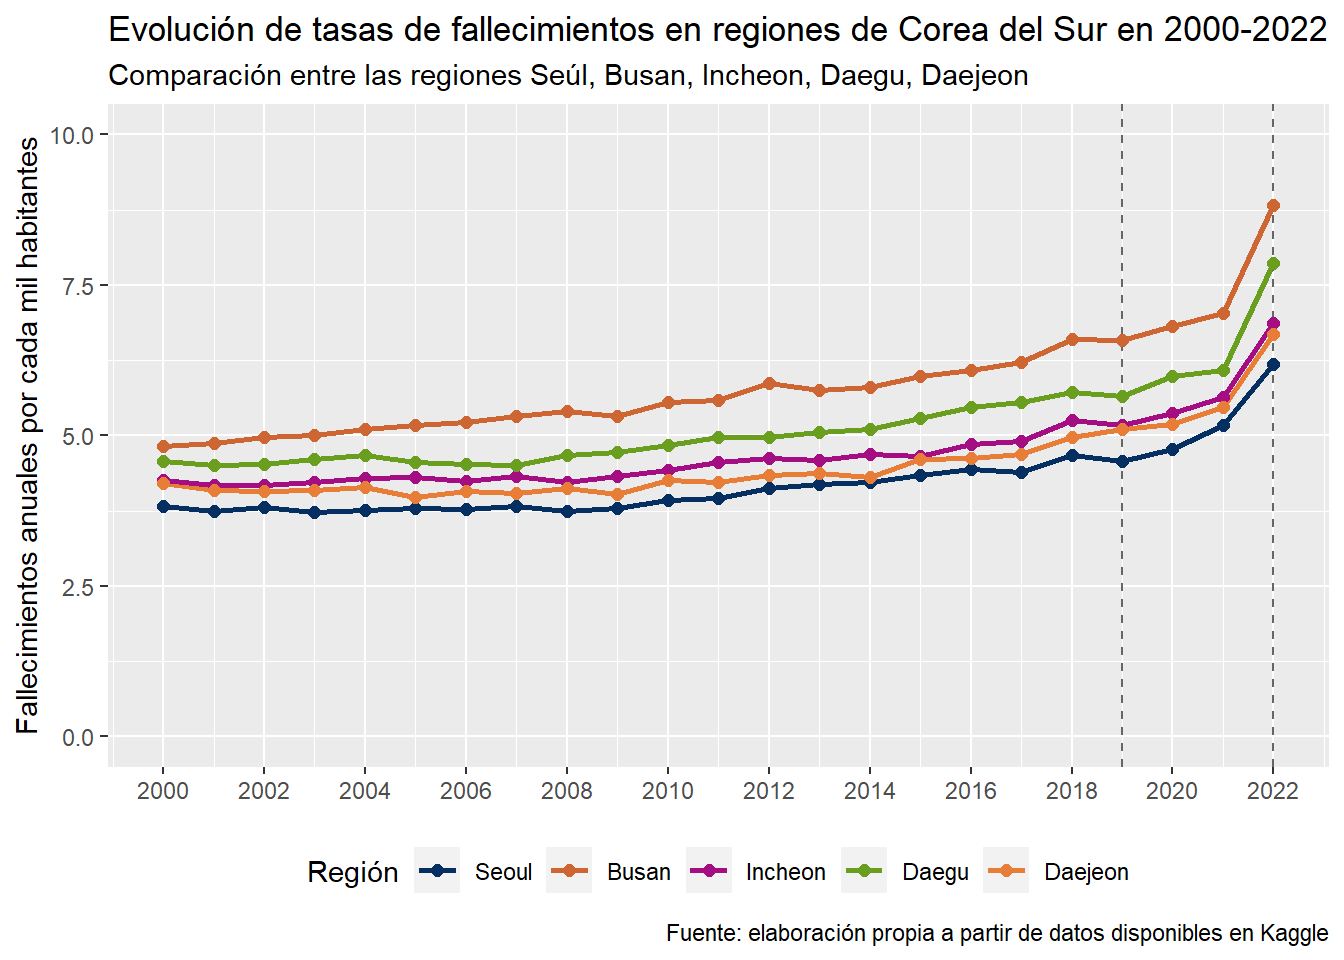 Evolución de tasas de fallecimientos en regiones de Corea del Sur en 2000-2022
Comparación entre las regiones Seúl, Busan, Incheon, Daegu, Daejeon
Fallecimientos anuales por cada mil habitantes
10.0
7.5
5.0
2.5
0.0
2000 2002 2004 2006 2008 2010 2012 2014 2016 2018 2020 2022
Región Seoul Busan Incheon Daegu Daejeon
Fuente: elaboración propia a partir de datos disponibles en Kaggle